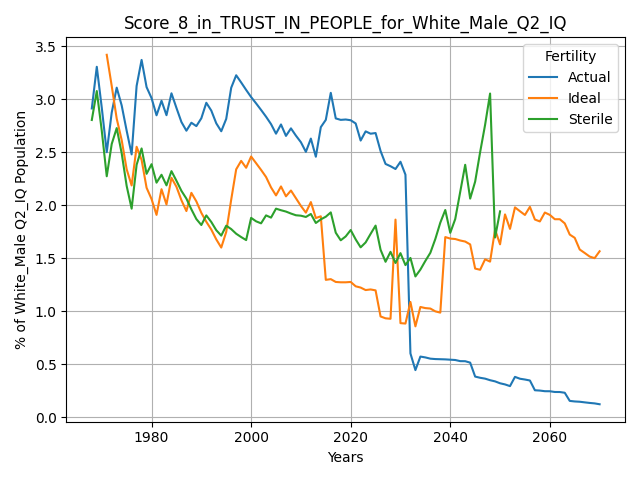 Score_8_in_TRUST_IN_PEOPLE_for_White_Male_Q2_IQ
% of White_Male Q2_IQ Population
3.5
3.0
2.5
2.0
1.5
1.0
0.5
0.0
Fertility
Actual
Ideal
Sterile
1980
2000
2020
2040
2060
Years